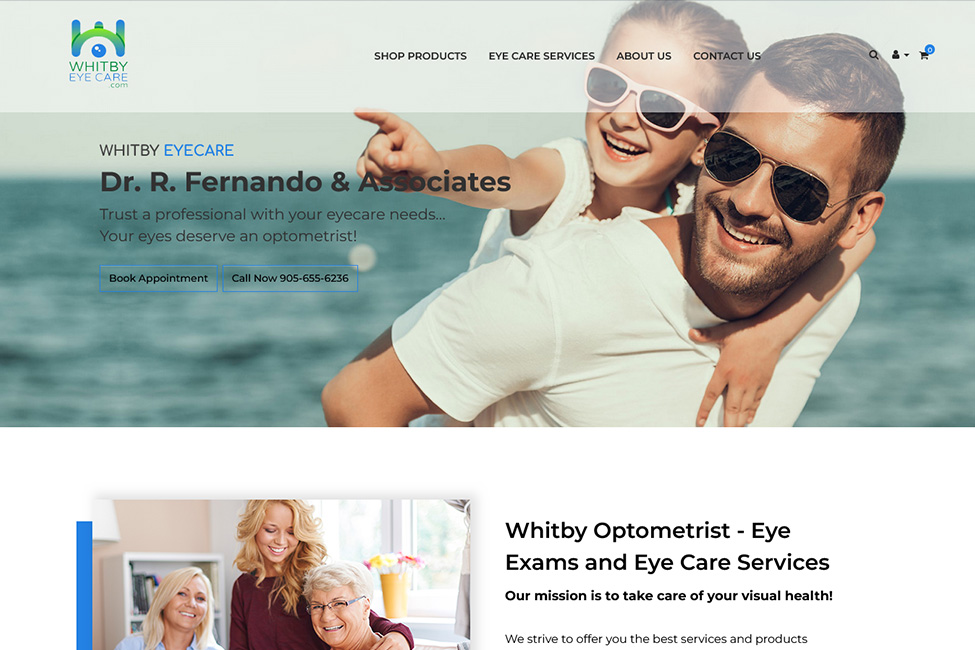 WHITBY
EYE CARE
.com
SHOP PRODUCTS EYE CARE SERVICES ABOUT US CONTACT US
0
WHITBY EYECARE
Dr. R. Fernando & Associates
Trust a professional with your eyecare needs...
Your eyes deserve an optometrist!
Book Appointment Call Now 905-655-6236
Whitby Optometrist - Eye
Exams and Eye Care Services
Our mission is to take care of your visual health!
We strive to offer you the best services and products